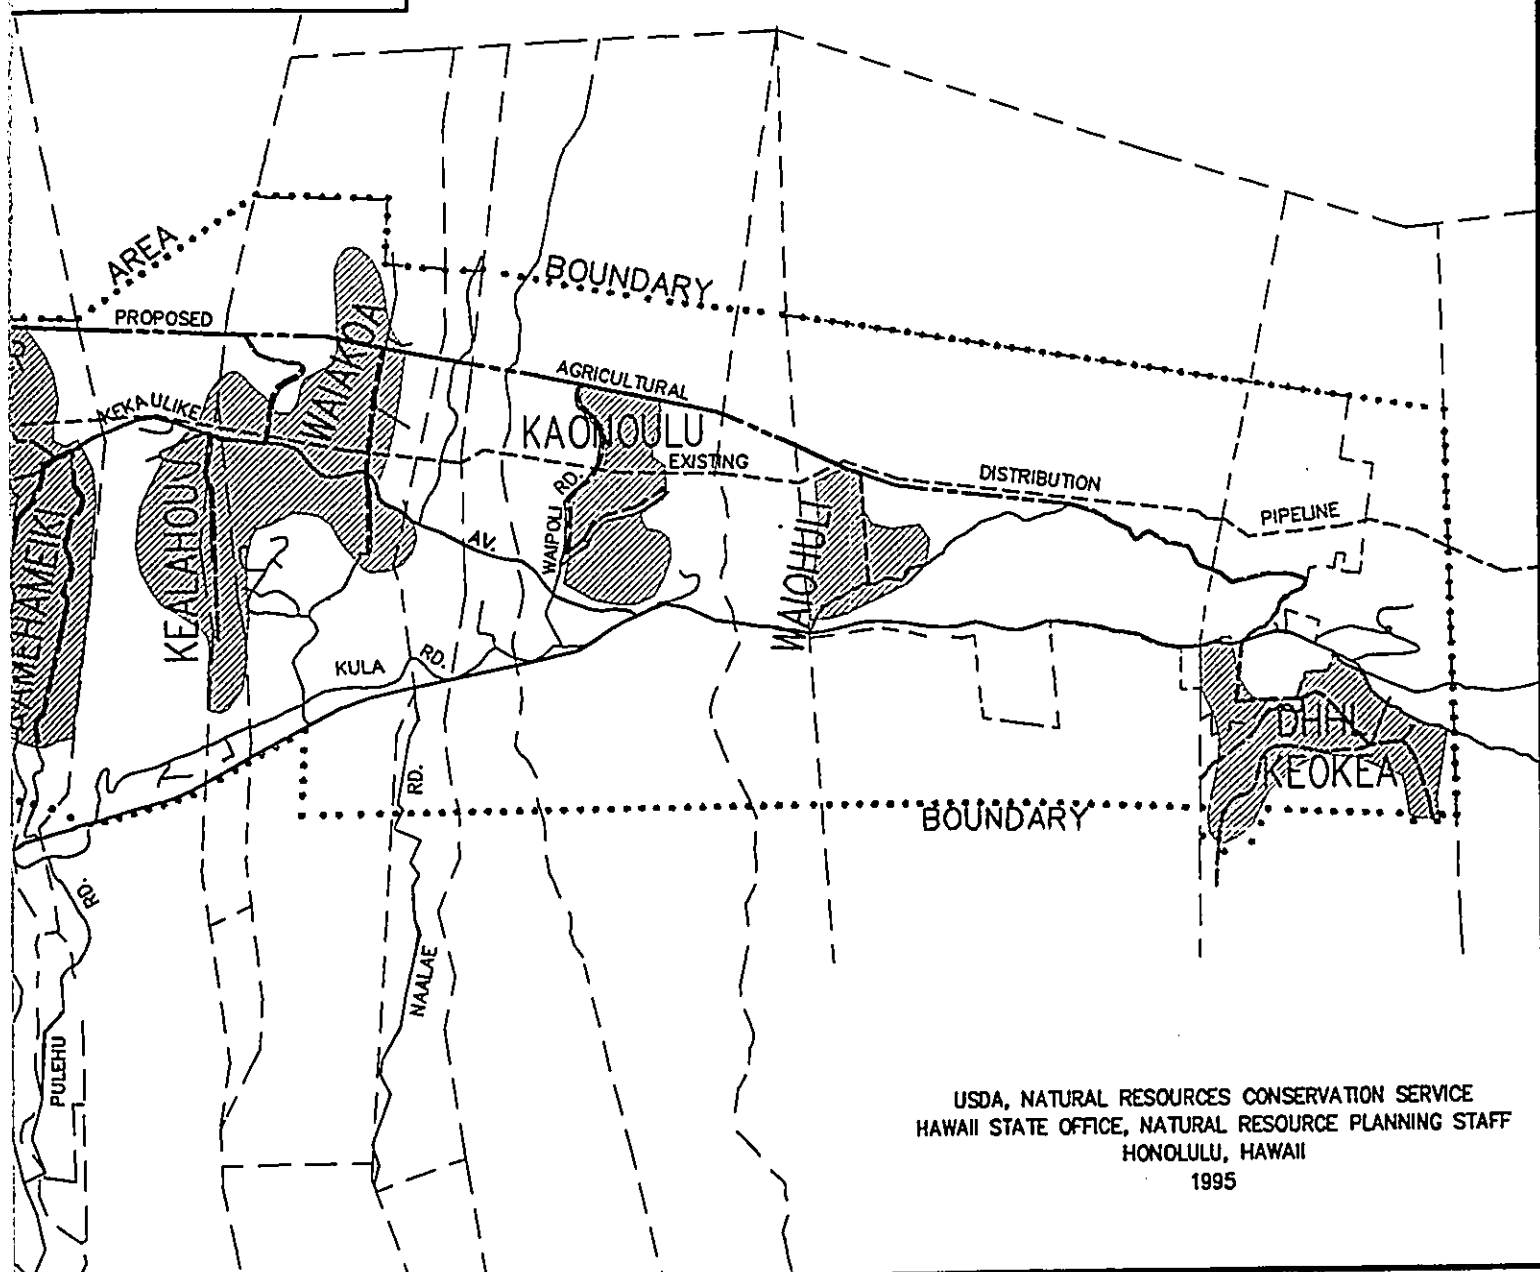 AREA
BOUNDARY
PROPOSED
WAIAKOA
AGRICULTURAL
KEKAULIKE
KAONOULU
EXISTING
DISTRIBUTION
PIPELINE
WAIPOLI RD.
AV.
WAIOHULI
KEALAHOU
KULA RD.
DHHL
KEOKEA
RD.
BOUNDARY
RD.
NAALAE
PULEHU
USDA, NATURAL RESOURCES CONSERVATION SERVICE
HAWAII STATE OFFICE, NATURAL RESOURCE PLANNING STAFF
HONOLULU, HAWAII
1995